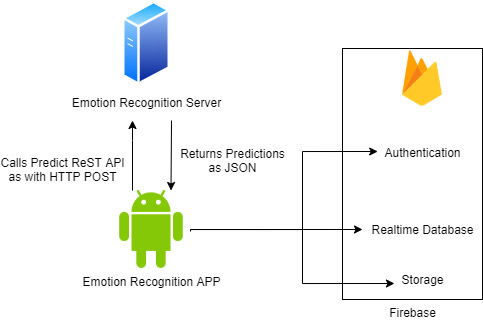 Emotion Recognition Server
Calls Predict ReST API
as with HTTP POST
Returns Predictions
as JSON
Emotion Recognition APP
Authentication
Realtime Database
Storage
Firebase